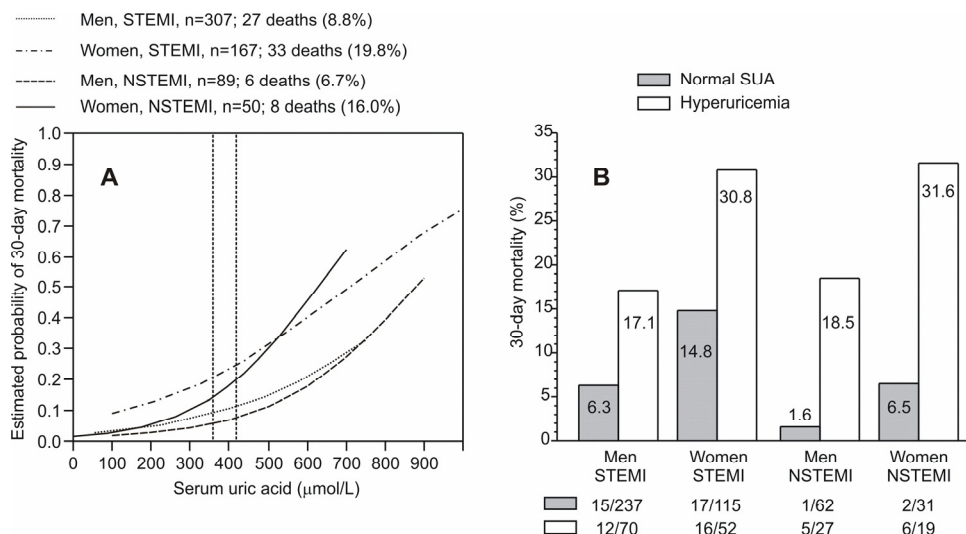 Men, STEMI, n=307; 27 deaths (8.8%)
Women, STEMI, n=167; 33 deaths (19.8%)
Men, NSTEMI, n=89; 6 deaths (6.7%)
Women, NSTEMI, n=50; 8 deaths (16.0%)
A
Estimated probability of 30-day mortality
1.0
0.9
0.8
0.7
0.6
0.5
0.4
0.3
0.2
0.1
0.0
0 100 200 300 400 500 600 700 800 900
Serum uric acid (μmol/L)
Normal SUA
Hyperuricemia
B
30-day mortality (%)
35
30
25
20
15
10
5
0
6.3 17.1 14.8 30.8 1.6 18.5 6.5 31.6
Men Women Men Women
STEMI STEMI NSTEMI NSTEMI
15/237 17/115 1/62 2/31
12/70 16/52 5/27 6/19